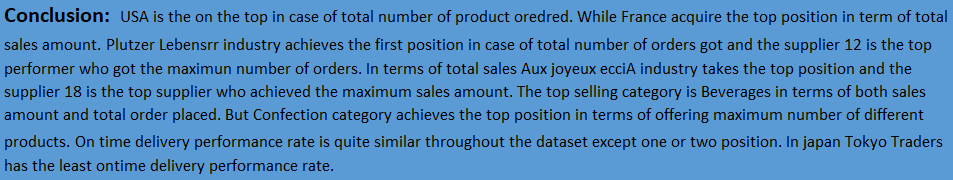 Conclusion: USA is the on the top in case of total number of product oredred. While France acquire the top position in term of total
sales amount. Plutzer Lebensrr industry achieves the first position in case of total number of orders got and the supplier 12 is the top
performer who got the maximun number of orders. In terms of total sales Aux joyeux ecciA industry takes the top position and the
supplier 18 is the top supplier who achieved the maximum sales amount. The top selling category is Beverages in terms of both sales
amount and total order placed. But Confection category achieves the top position in terms of offering maximum number of different
products. On time delivery performance rate is quite similar throughout the dataset except one or two position. In japan Tokyo Traders
has the least ontime delivery performance rate.